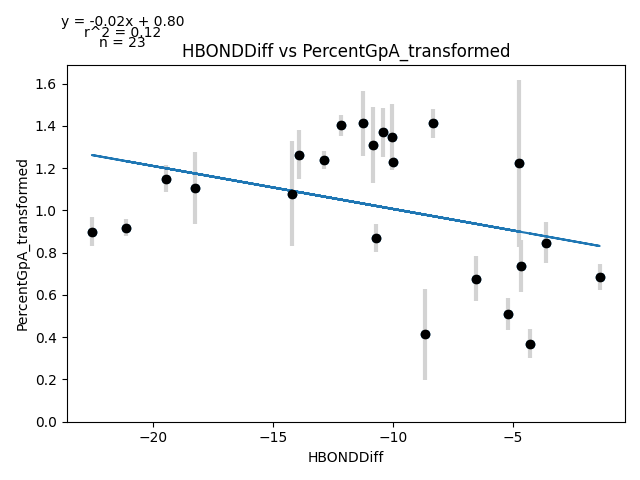 y = -0.02x + 0.80
r^2 = 0.12
n = 23
HBONDDiff vs PercentGpA_transformed
PercentGpA_transformed
1.6
1.4
1.2
1.0
0.8
0.6
0.4
0.2
0.0
−20 −15 −10 −5
HBONDDiff